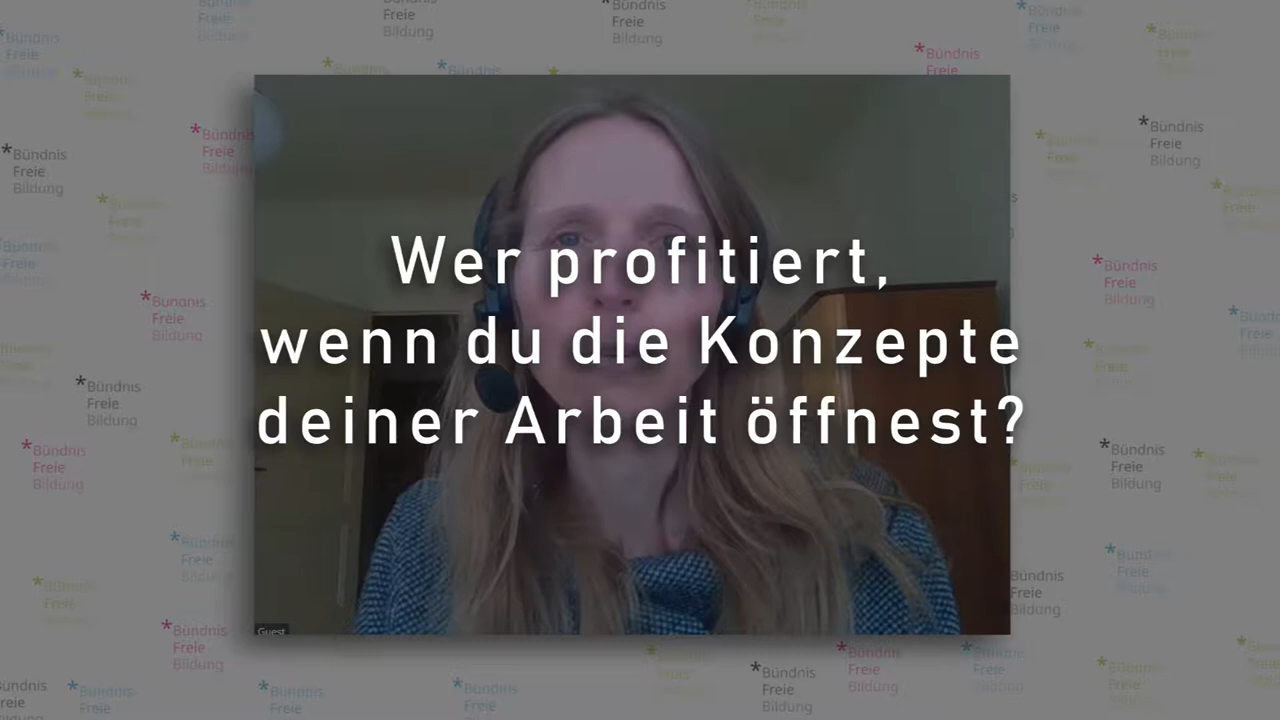 Wer profitiert,
wenn du die Konzepte
deiner Arbeit öffnest?
Guest
*Bündnis
Freie
Bildung